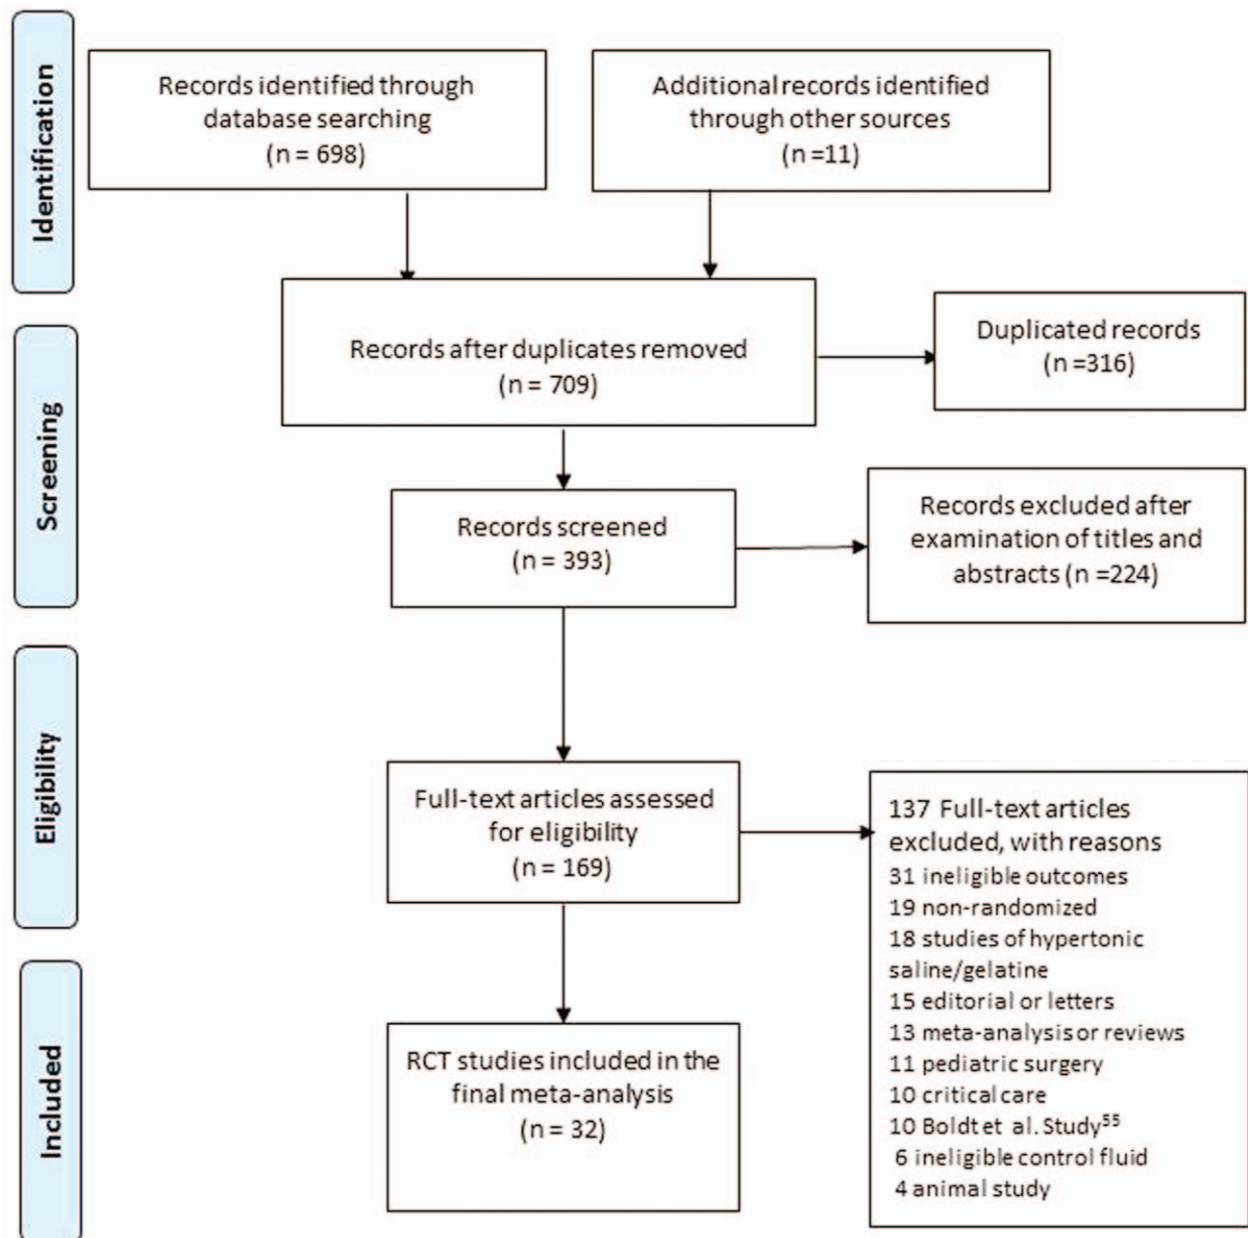 Identification
Records identified through
database searching
(n = 698)
Additional records identified
through other sources
(n =11)
Screening
Records after duplicates removed
(n = 709)
Duplicated records
(n =316)
Records screened
(n = 393)
Records excluded after
examination of titles and
abstracts (n =224)
Eligibility
Full-text articles assessed
for eligibility
(n = 169)
137 Full-text articles
excluded, with reasons
31 ineligible outcomes
19 non-randomized
18 studies of hypertonic
saline/gelatine
15 editorial or letters
13 meta-analysis or reviews
11 pediatric surgery
10 critical care
10 Boldt et al. Study⁵⁵
6 ineligible control fluid
4 animal study
Included
RCT studies included in the
final meta-analysis
(n = 32)